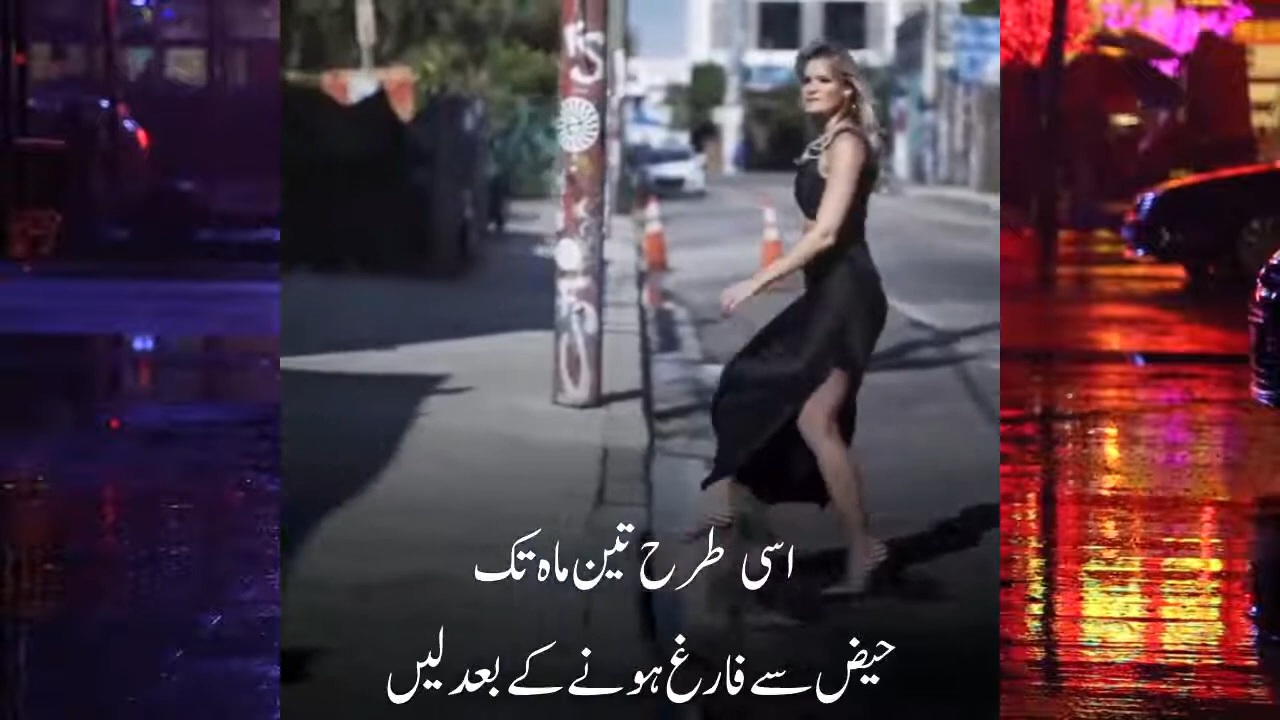 اسی طرح تین ماہ تک
حیض سے فارغ ہونے کے بعد لیں